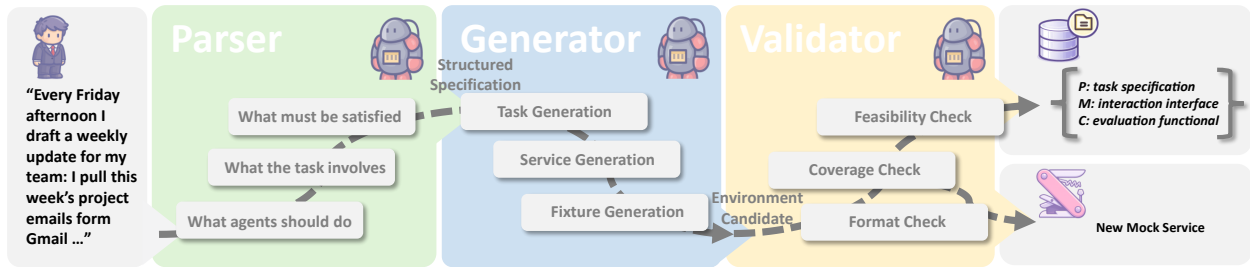 Parser
Generator
Validator
“Every Friday
afternoon I
draft a weekly
update for my
team: I pull this
week’s project
emails form
Gmail …”
What must be satisfied
What the task involves
What agents should do
Structured
Specification
Task Generation
Service Generation
Fixture Generation
Environment
Candidate
Feasibility Check
Coverage Check
Format Check
P: task specification
M: interaction interface
C: evaluation functional
New Mock Service